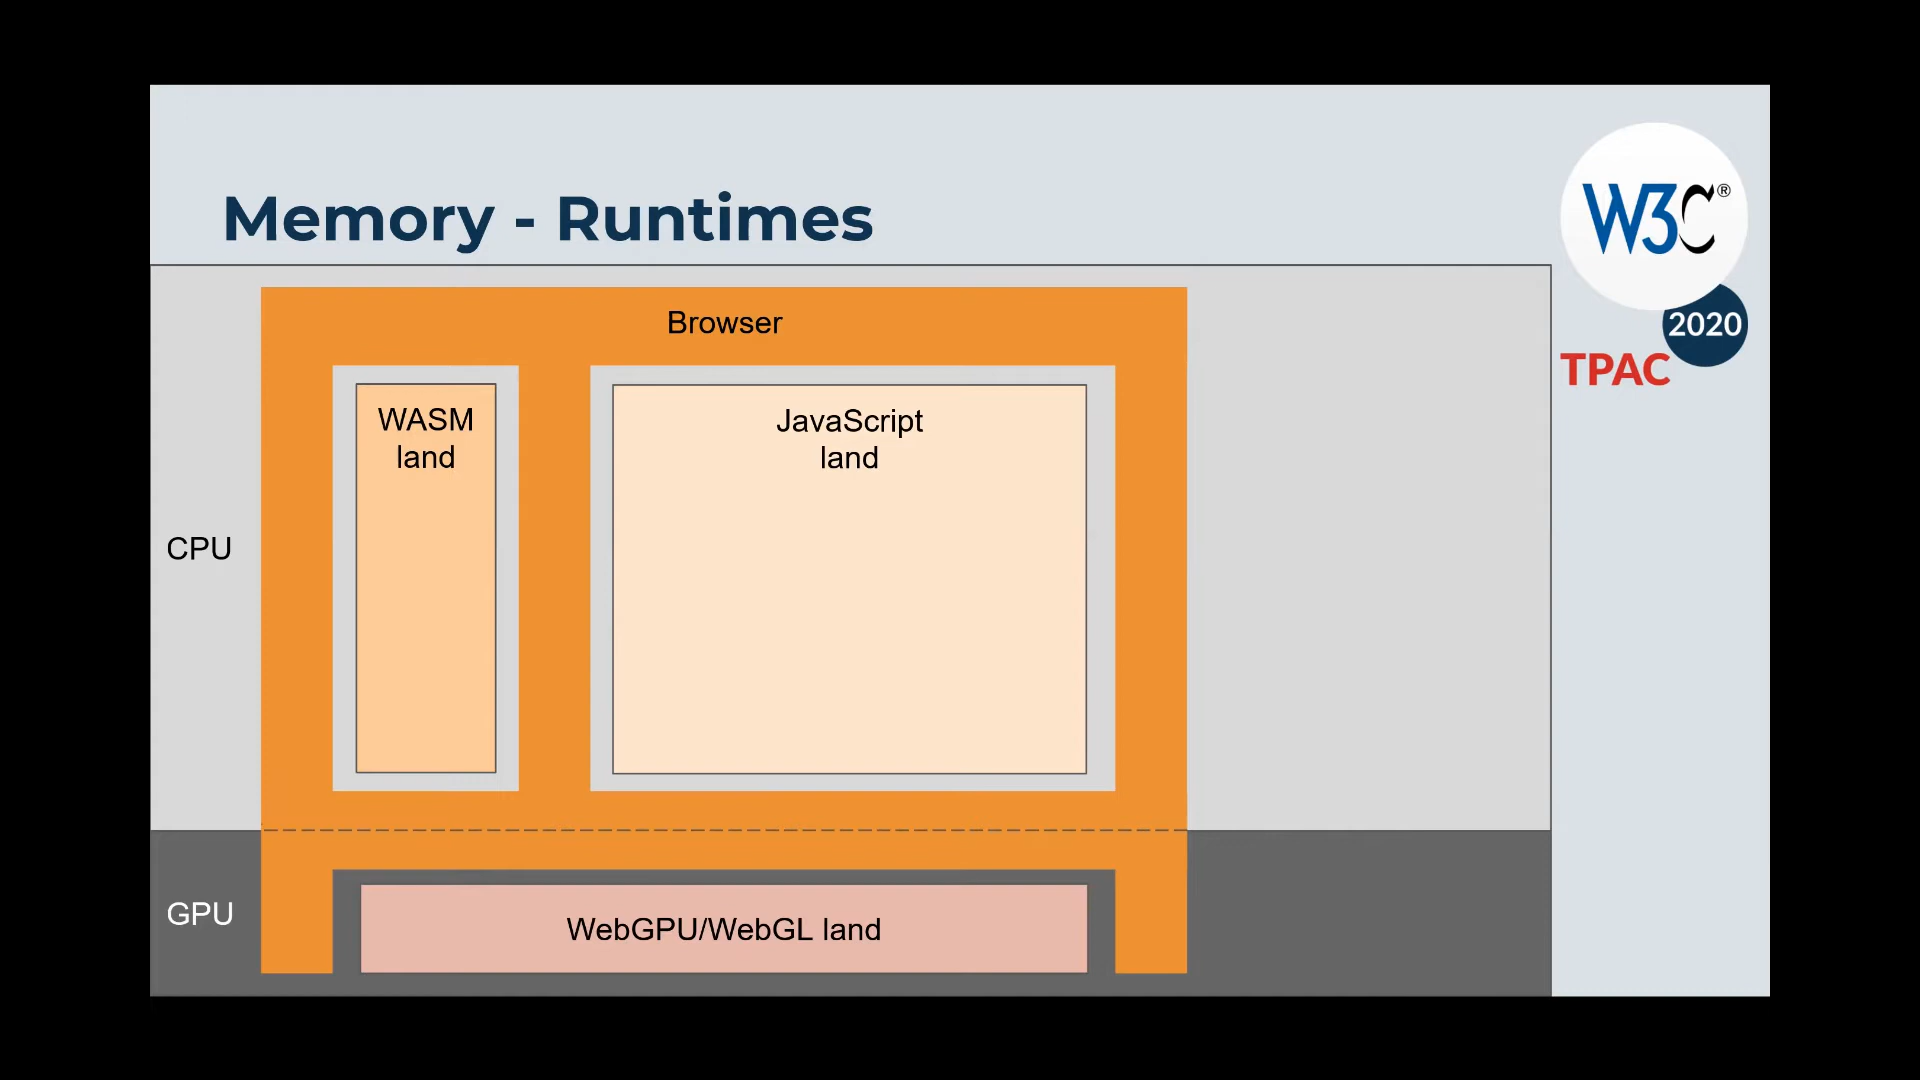 Memory - Runtimes
W3C®
2020
TPAC
Browser
WASM
land
JavaScript
land
CPU
GPU
WebGPU/WebGL land